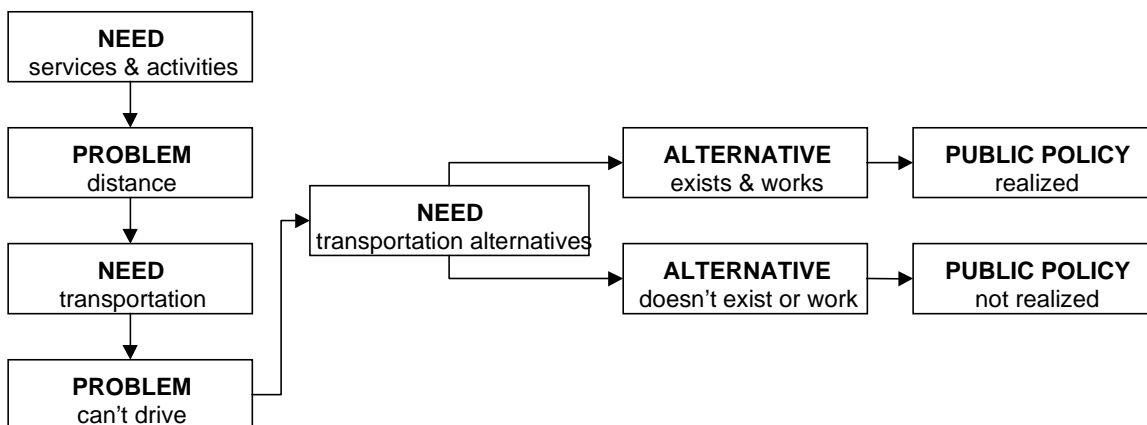 NEED
services & activities
PROBLEM
distance
NEED
transportation
PROBLEM
can't drive
NEED
transportation alternatives
ALTERNATIVE
exists & works
PUBLIC POLICY
realized
ALTERNATIVE
doesn't exist or work
PUBLIC POLICY
not realized